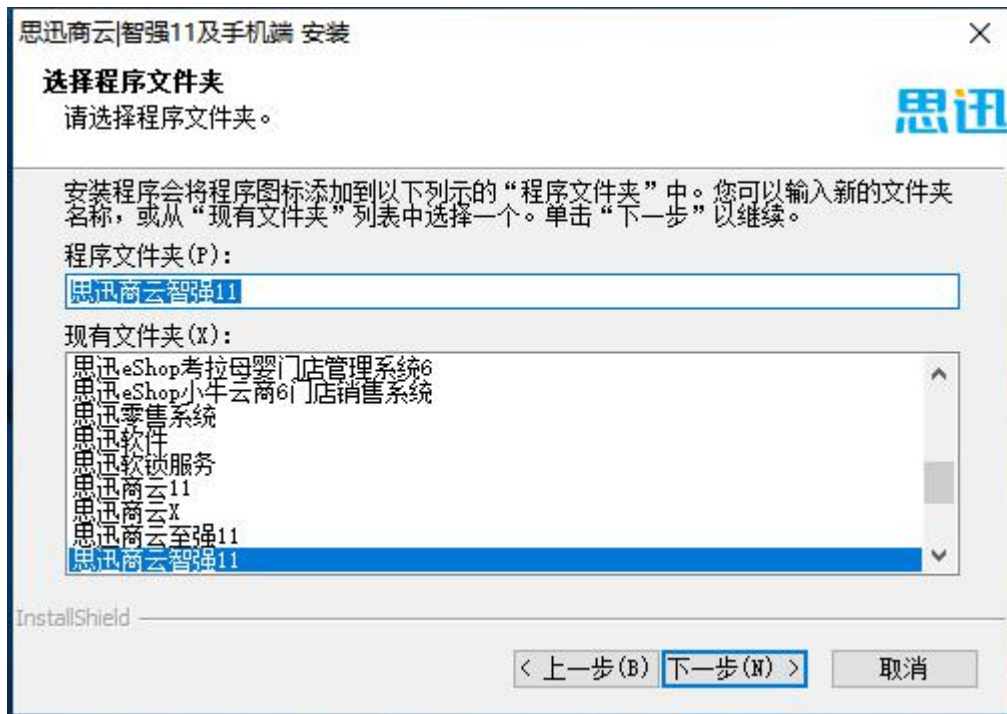 思迅商云|智强11及手机端 安装
选择程序文件夹
请选择程序文件夹。
思迅
安装程序会将程序图标添加到以下列示的“程序文件夹”中。您可以输入新的文件夹
名称,或从“现有文件夹”列表中选择一个。单击“下一步”以继续。
程序文件夹(P):
思迅商云智强11
现有文件夹(X):
思迅eShop考拉母婴门店管理系统6
思迅eShop小牛云商6门店销售系统
思迅零售系统
思迅软件
思迅软锁服务
思迅商云11
思迅商云X
思迅商云至强11
思迅商云智强11
InstallShield
< 上一步(B) 下一步(N) > 取消